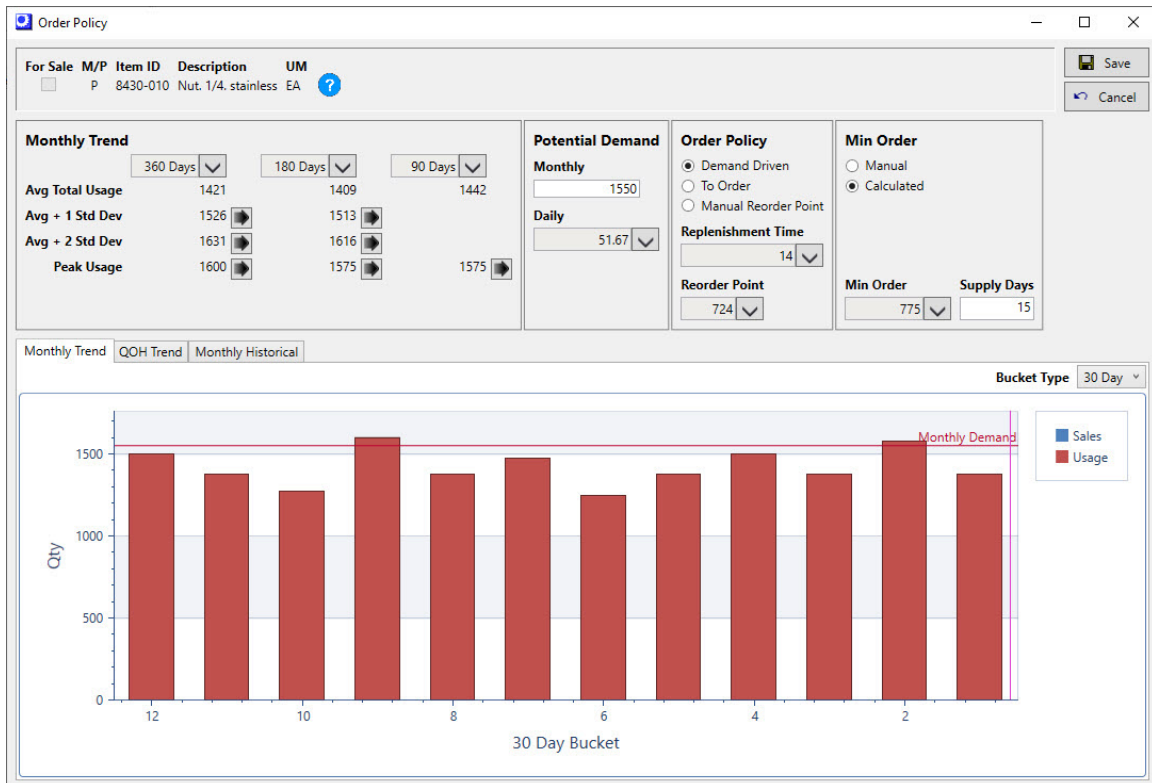 Order Policy
For Sale M/P Item ID Description UM
P 8430-010 Nut. 1/4. stainless EA ?
Save
Cancel
Monthly Trend
360 Days 180 Days 90 Days
Avg Total Usage 1421 1409 1442
Avg + 1 Std Dev 1526 1513
Avg + 2 Std Dev 1631 1616
Peak Usage 1600 1575 1575
Potential Demand
Monthly
1550
Daily
51.67
Order Policy
Demand Driven
To Order
Manual Reorder Point
Replenishment Time
14
Reorder Point
724
Min Order
Manual
Calculated
Min Order Supply Days
775 15
Monthly Trend QOH Trend Monthly Historical
Bucket Type 30 Day
Monthly Demand
Sales
Usage
Qty
1500
1000
500
0
12 10 8 6 4 2
30 Day Bucket